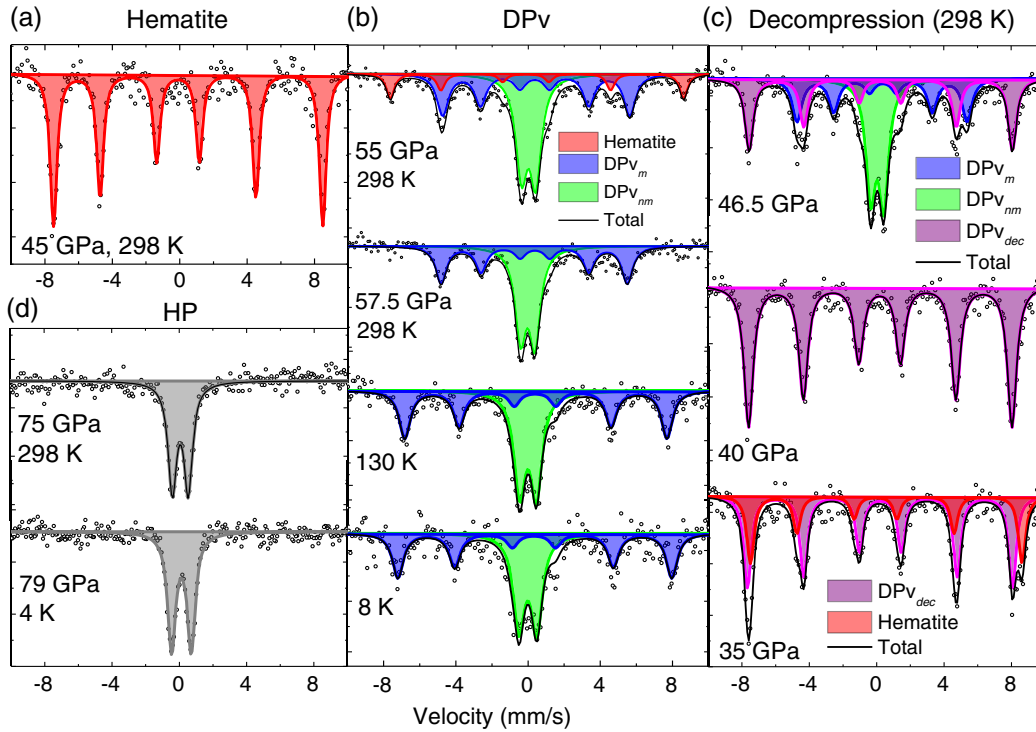 (a)
Hematite
45 GPa, 298 K
-8 -4 0 4 8
(d)
HP
75 GPa
298 K
79 GPa
4 K
-8 -4 0 4 8
(b)
DPv
55 GPa
298 K
Hematite
DPvm
DPvnm
Total
57.5 GPa
298 K
130 K
8 K
-8 -4 0 4 8
Velocity (mm/s)
(c)
Decompression (298 K)
46.5 GPa
DPvm
DPvnm
DPvdec
Total
40 GPa
35 GPa
DPvdec
Hematite
Total
-8 -4 0 4 8